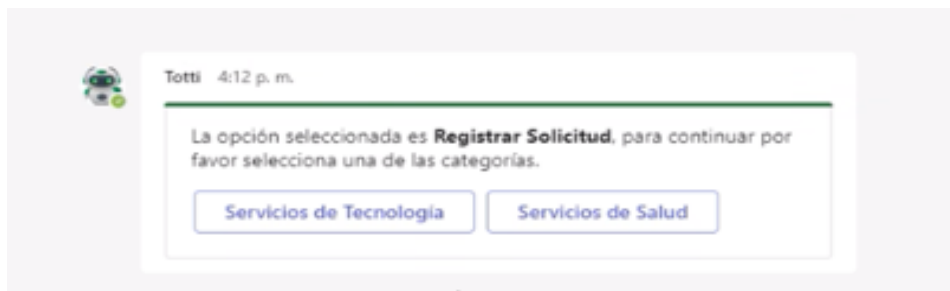 Totti 4:12 p. m.
La opción seleccionada es Registrar Solicitud, para continuar por
favor selecciona una de las categorías.
Servicios de Tecnología Servicios de Salud